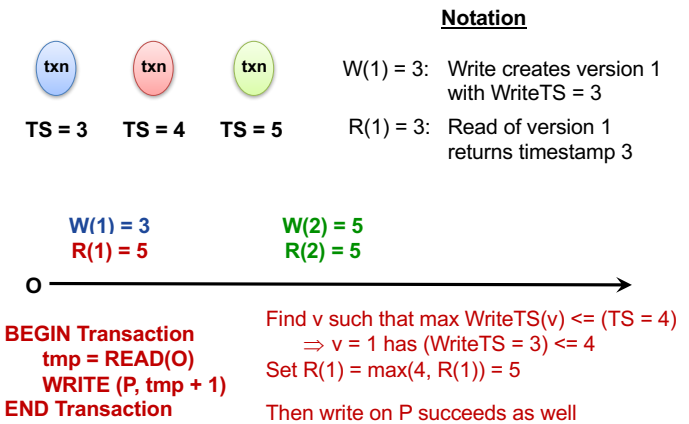 Notation
txn txn txn
TS = 3 TS = 4 TS = 5
W(1) = 3: Write creates version 1
with WriteTS = 3
R(1) = 3: Read of version 1
returns timestamp 3
W(1) = 3 W(2) = 5
R(1) = 5 R(2) = 5
O
BEGIN Transaction
tmp = READ(O)
WRITE (P, tmp + 1)
END Transaction
Find v such that max WriteTS(v) <= (TS = 4)
⇒ v = 1 has (WriteTS = 3) <= 4
Set R(1) = max(4, R(1)) = 5
Then write on P succeeds as well